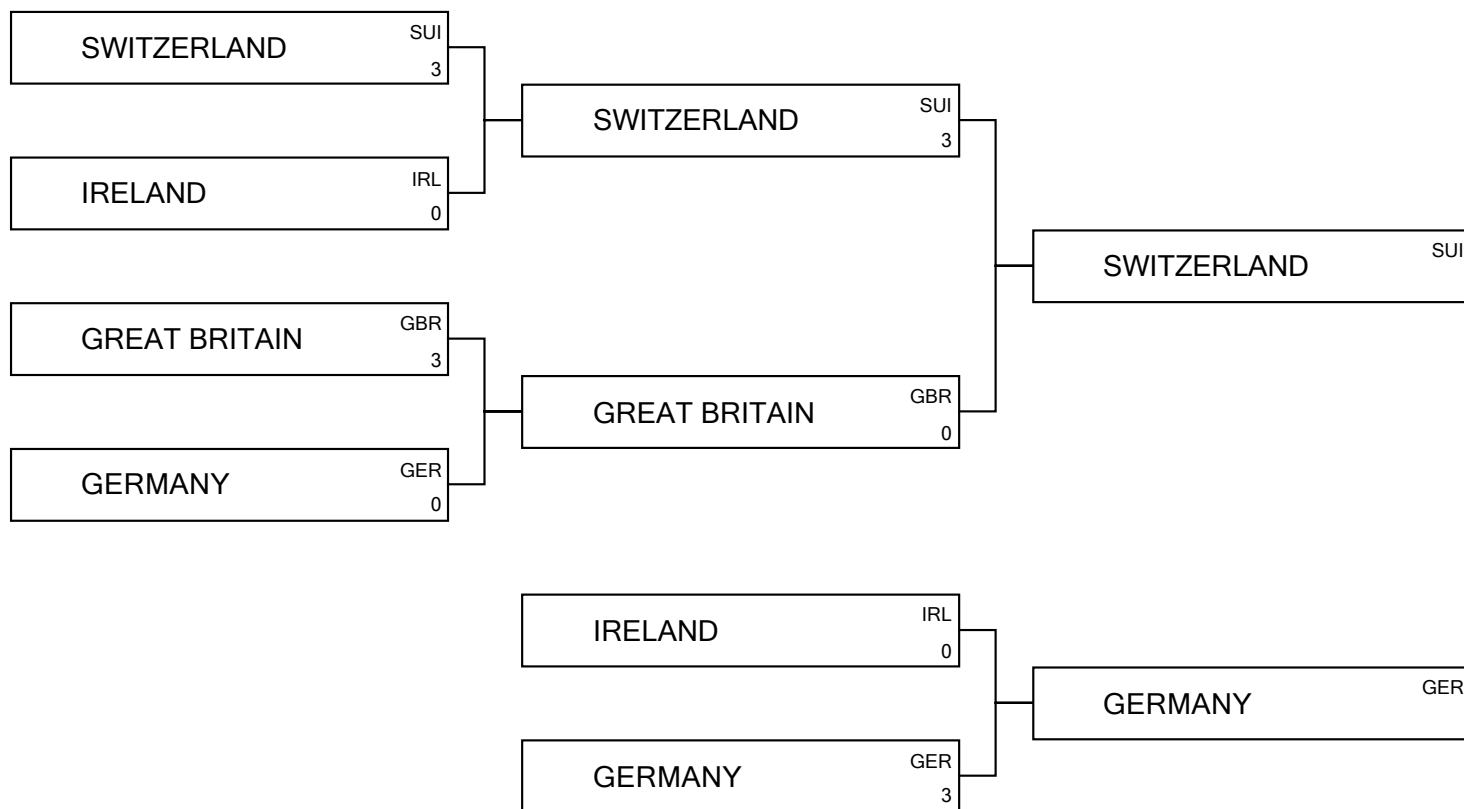 SWITZERLAND SUI
3
IRELAND IRL
0
GREAT BRITAIN GBR
3
GERMANY GER
0
SWITZERLAND SUI
3
GREAT BRITAIN GBR
0
SWITZERLAND SUI
IRELAND IRL
0
GERMANY GER
3
GERMANY GER